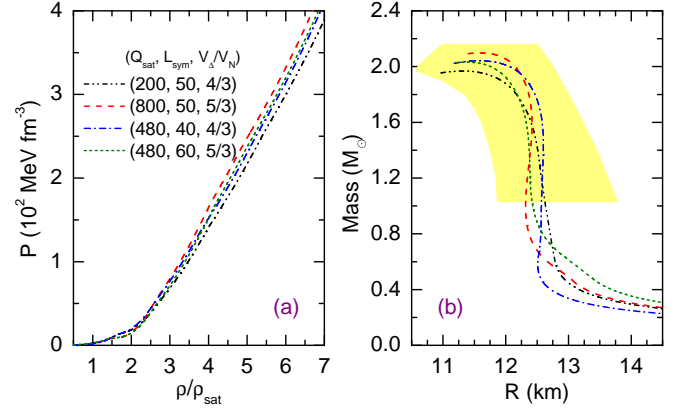 4
3
2
1
0
P (10² MeV fm⁻³)
(Q_sat, L_sym, V_Δ/V_N)
(200, 50, 4/3)
(800, 50, 5/3)
(480, 40, 4/3)
(480, 60, 5/3)
(a)
1 2 3 4 5 6 7
ρ/ρ_sat
2.4
2.0
1.6
1.2
0.8
0.4
0.0
Mass (M_☉)
(b)
11 12 13 14
R (km)